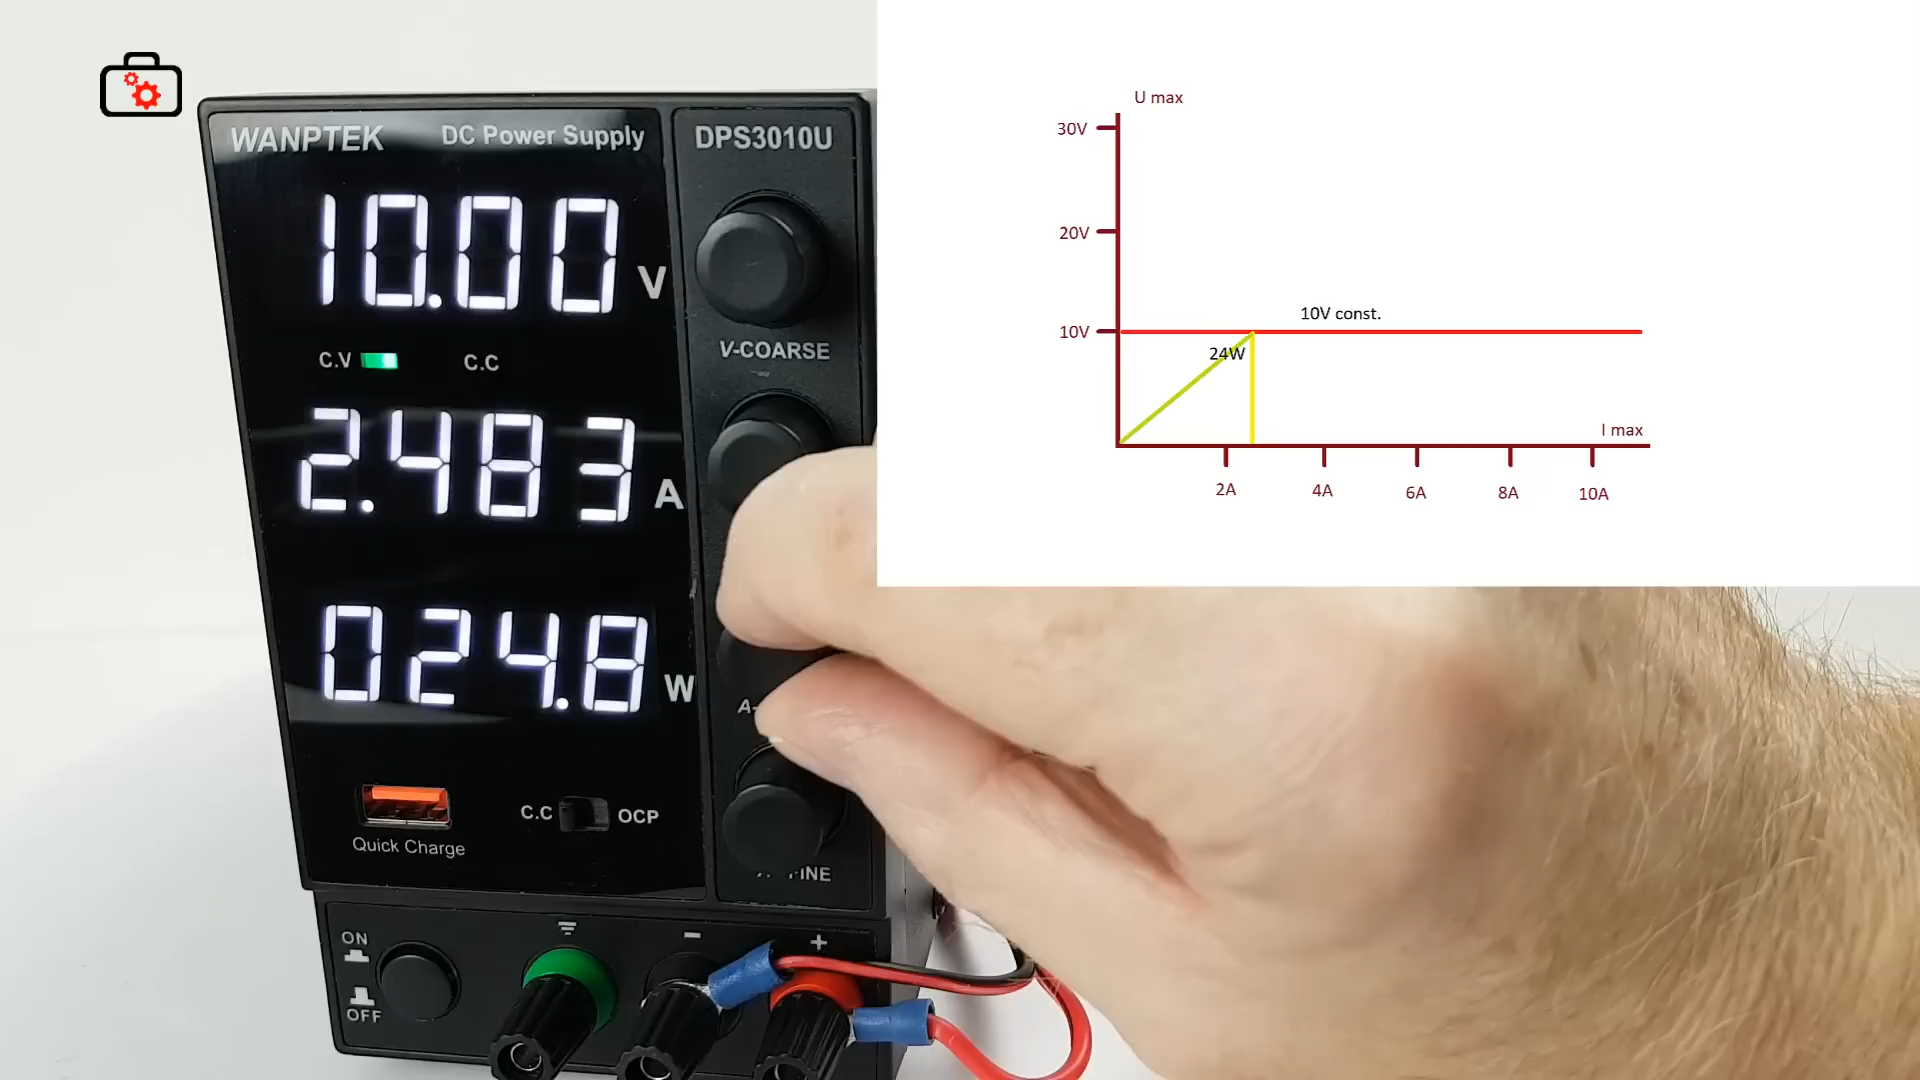 WANPTEK DC Power Supply DPS3010U
10.00 V
C.V C.C
V-COARSE
2.483 A
024.8 W
A-
Quick Charge
C.C OCP
INE
ON
OFF
- +
U max
30V
20V
10V const.
10V
24W
I max
2A 4A 6A 8A 10A